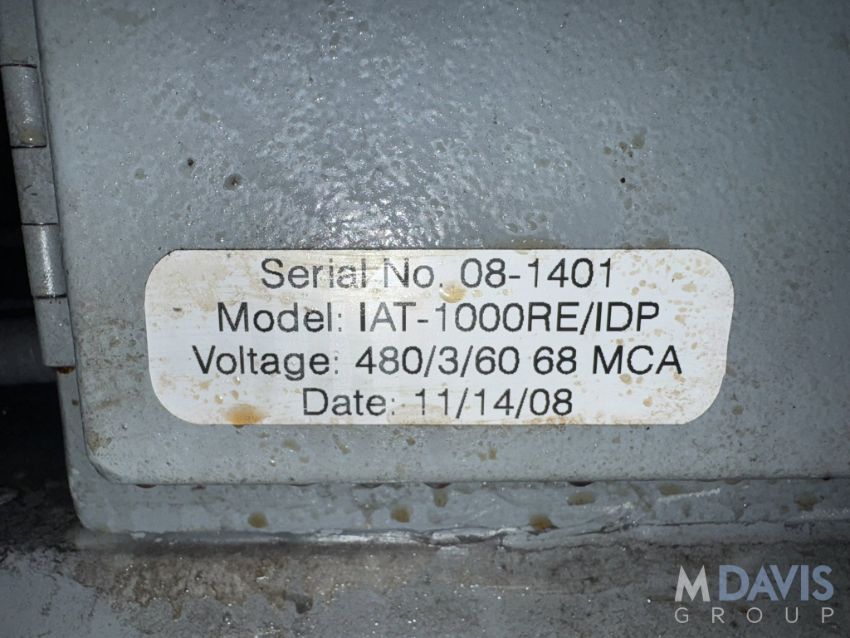 Serial No. 08-1401
Model: IAT-1000RE/IDP
Voltage: 480/3/60 68 MCA
Date: 11/14/08
M DAVIS
GROUP